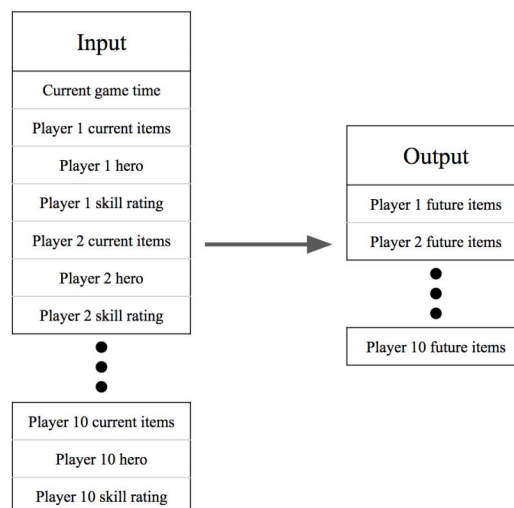 Input
Current game time
Player 1 current items
Player 1 hero
Player 1 skill rating
Player 2 current items
Player 2 hero
Player 2 skill rating
Player 10 current items
Player 10 hero
Player 10 skill rating
Output
Player 1 future items
Player 2 future items
Player 10 future items